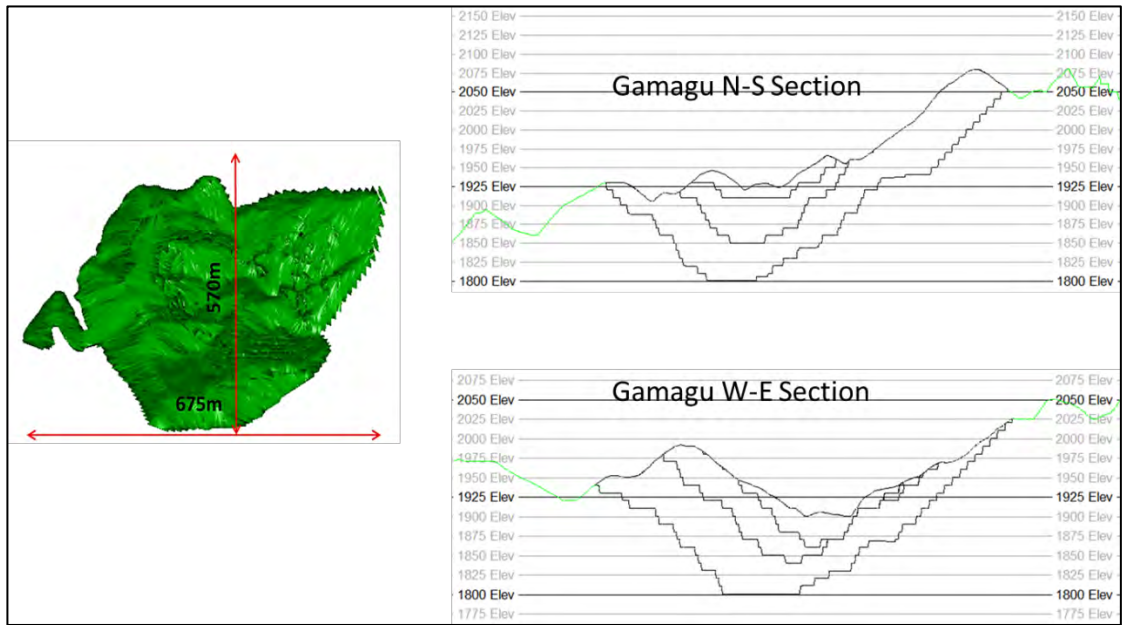 570m
675m
Gamagu N-S Section
2150 Elev 2150 Elev
2125 Elev 2125 Elev
2100 Elev 2100 Elev
2075 Elev 2075 Elev
2050 Elev 2050 Elev
2025 Elev 2025 Elev
2000 Elev 2000 Elev
1975 Elev 1975 Elev
1950 Elev 1950 Elev
1925 Elev 1925 Elev
1900 Elev 1900 Elev
1875 Elev 1875 Elev
1850 Elev 1850 Elev
1825 Elev 1825 Elev
1800 Elev 1800 Elev
Gamagu W-E Section
2075 Elev 2075 Elev
2050 Elev 2050 Elev
2025 Elev 2025 Elev
2000 Elev 2000 Elev
1975 Elev 1975 Elev
1950 Elev 1950 Elev
1925 Elev 1925 Elev
1900 Elev 1900 Elev
1875 Elev 1875 Elev
1850 Elev 1850 Elev
1825 Elev 1825 Elev
1800 Elev 1800 Elev
1775 Elev 1775 Elev